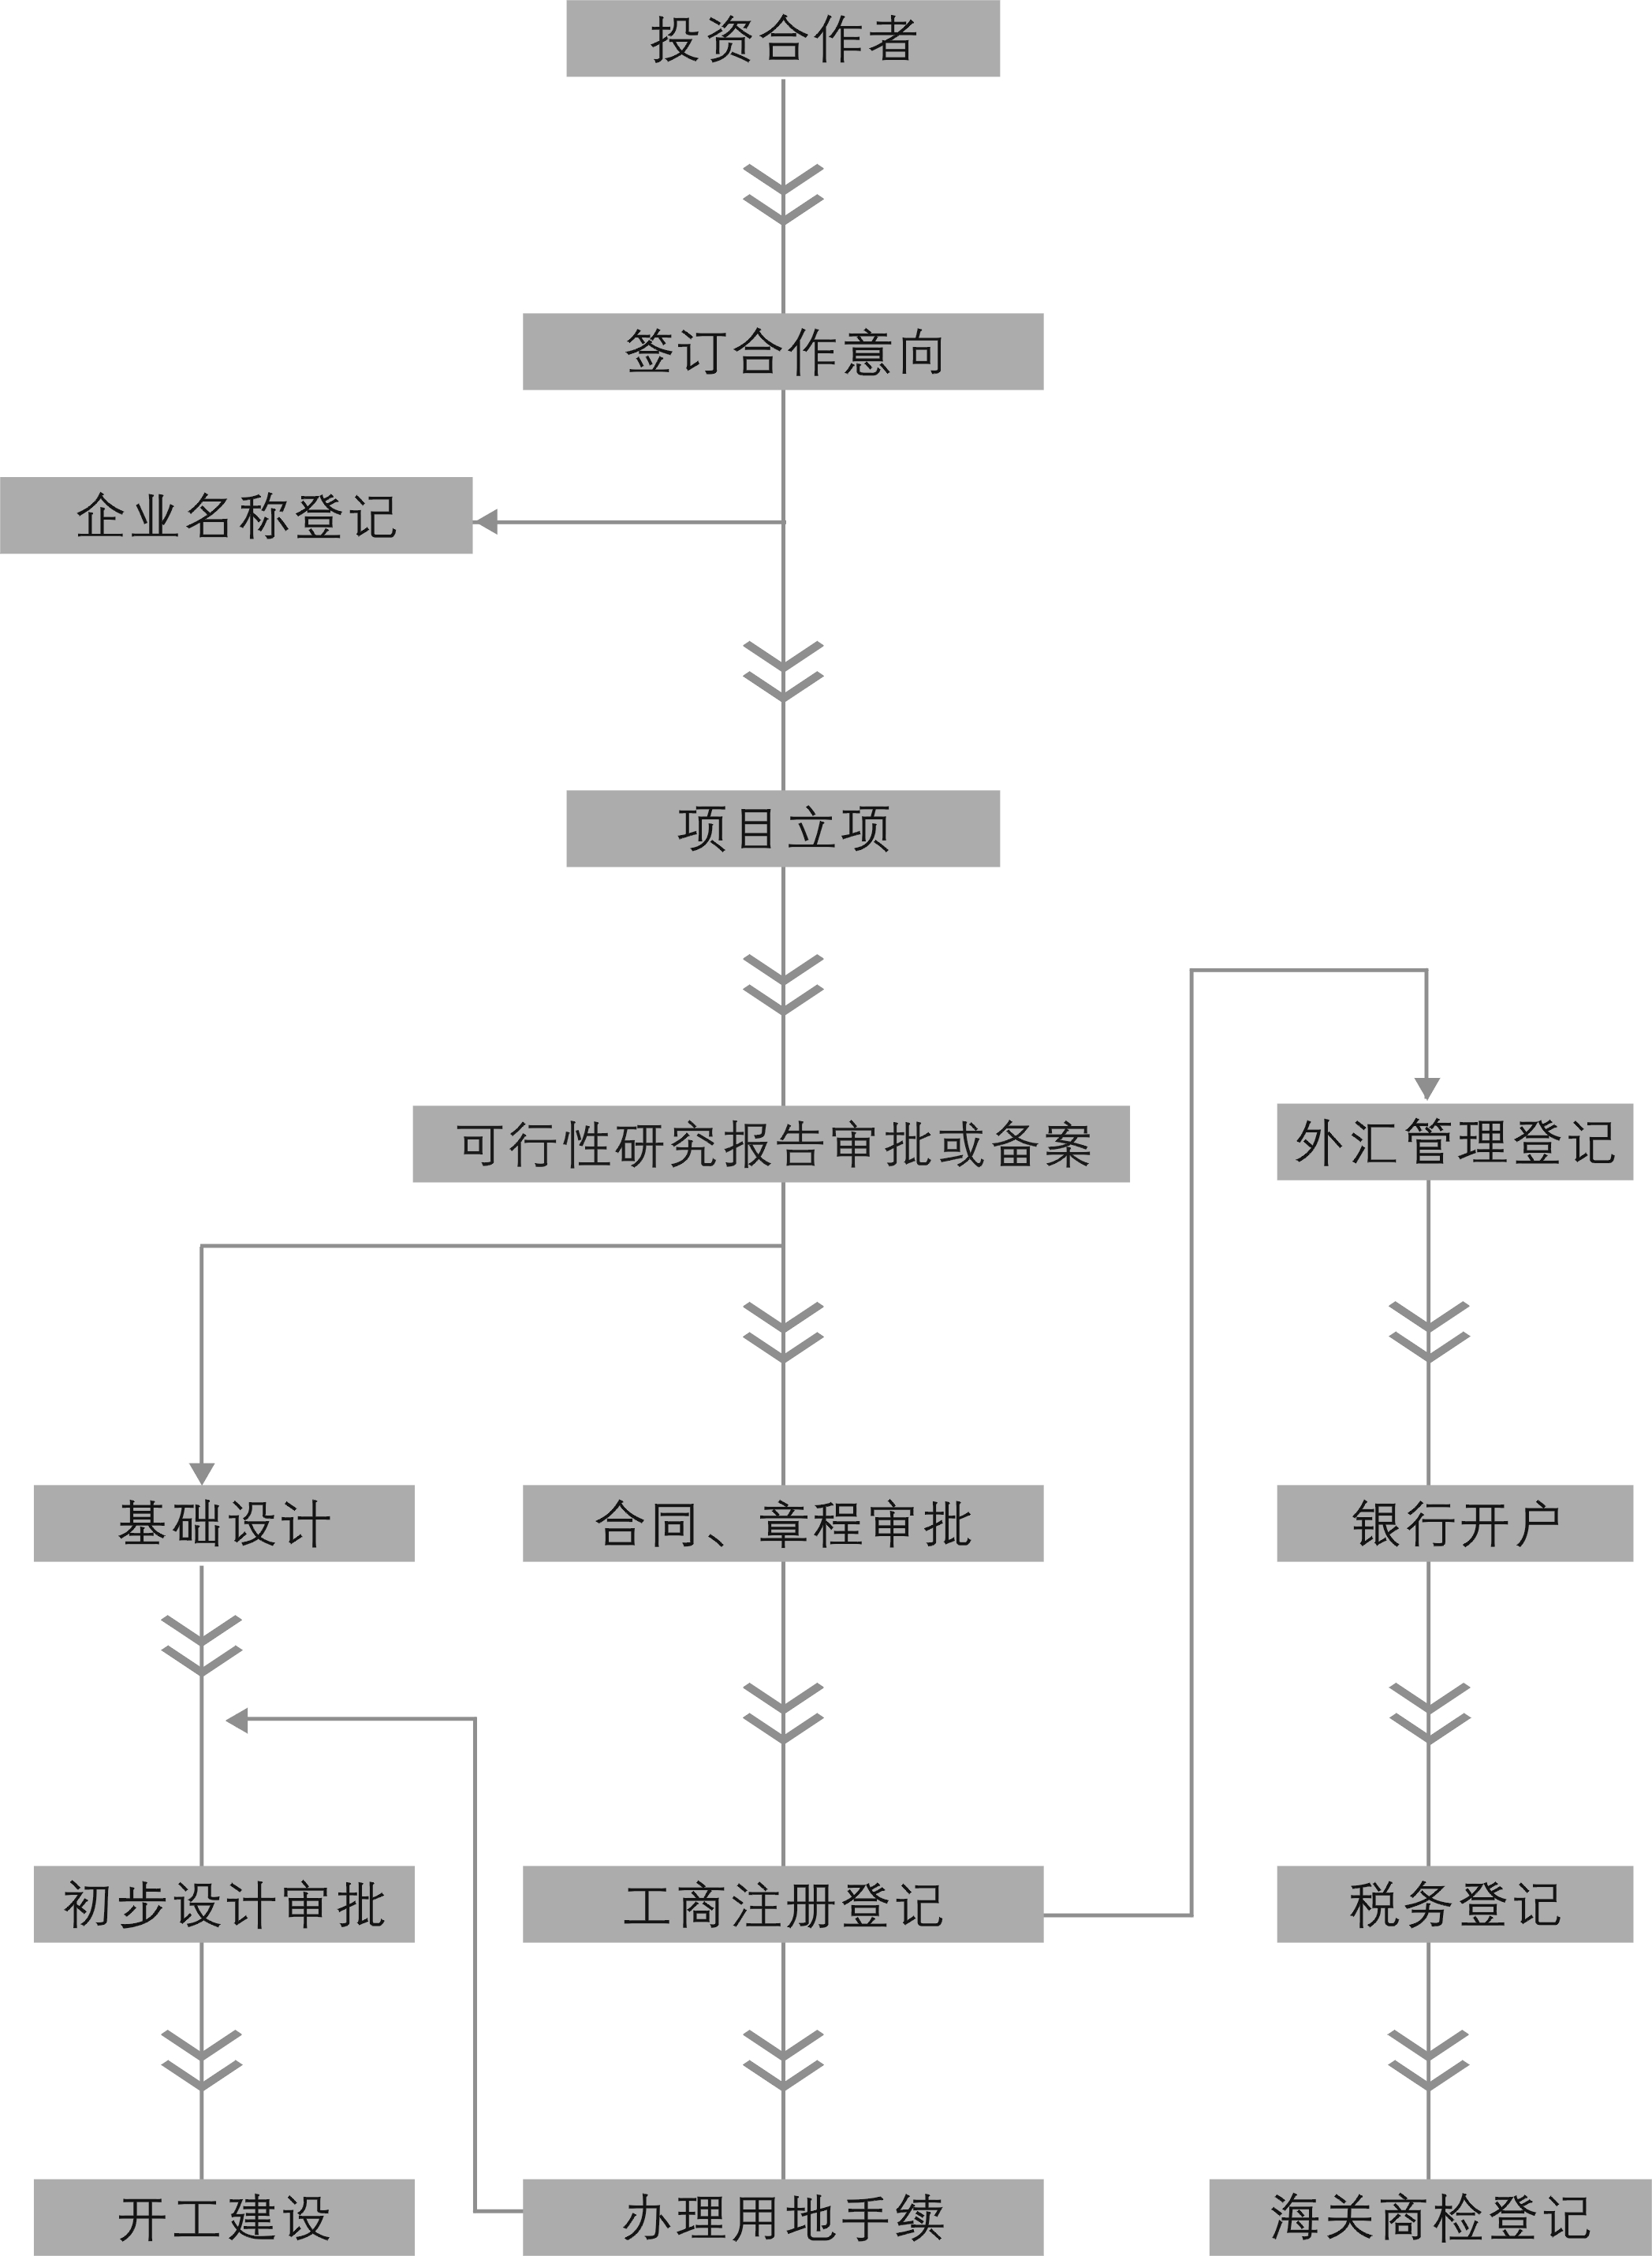 投资合作者
签订合作意向
企业名称登记
项目立项
可行性研究报告审批或备案
外汇管理登记
基础设计
合同、章程审批
银行开户
初步设计审批
工商注册登记
税务登记
开工建设
办理用地手续
海关商检登记